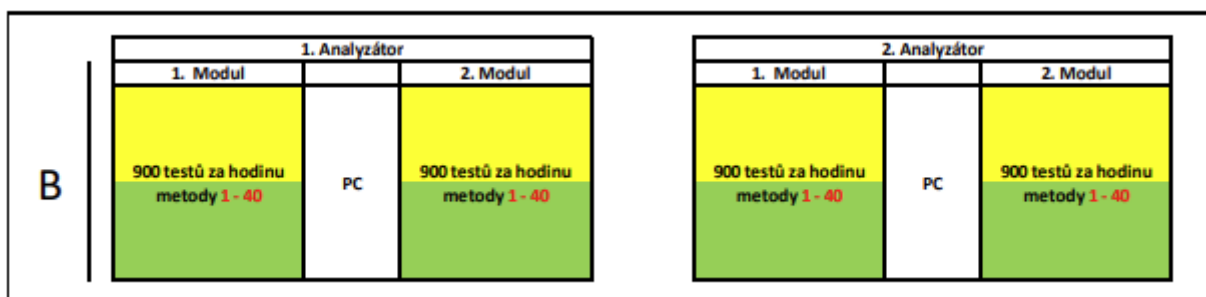 1. Analyzátor
2. Analyzátor
1. Modul
2. Modul
1. Modul
2. Modul
B
900 testů za hodinu
metody 1 - 40
PC
900 testů za hodinu
metody 1 - 40
900 testů za hodinu
metody 1 - 40
PC
900 testů za hodinu
metody 1 - 40